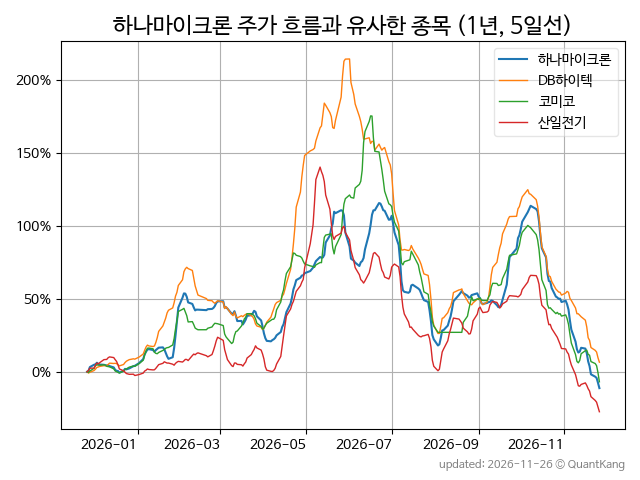 하나마이크론 주가 흐름과 유사한 종목 (1년, 5일선)
하나마이크론
DB하이텍
코미코
산일전기
200%
150%
100%
50%
0%
2026-01 2026-03 2026-05 2026-07 2026-09 2026-11
updated: 2026-11-26 © QuantKang